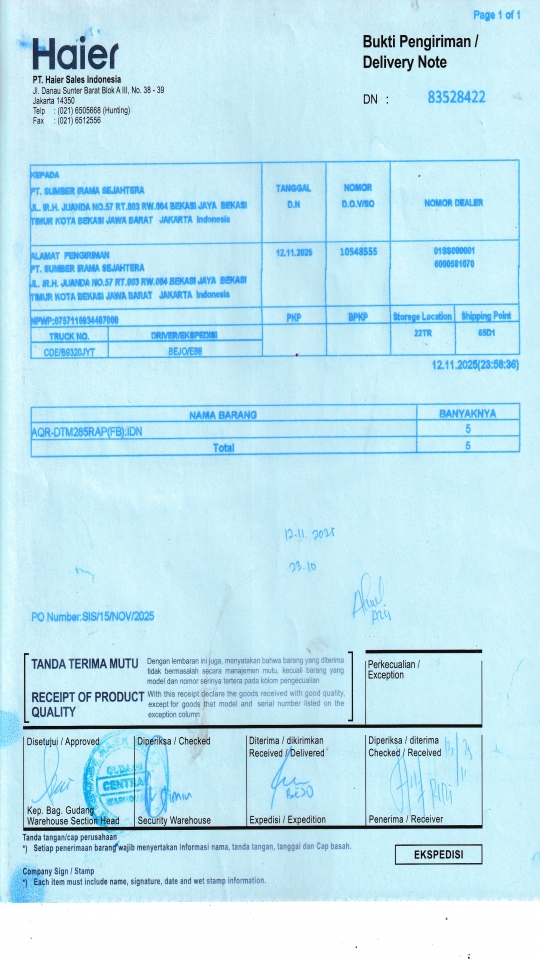 Page 1 of 1
Haier
Bukti Pengiriman /
Delivery Note
PT. Haier Sales Indonesia
Jl. Danau Sunter Barat Blok A III, No. 38 - 39
Jakarta 14350
Telp : (021) 6505668 (Hunting)
Fax : (021) 6512556
DN : 83528422
KEPADA
PT. SUMBER IRAMA SEJAHTERA
JL. IR.H. JUANDA NO.57 RT.003 RW.004 BEKASI JAYA BEKASI
TIMUR KOTA BEKASI JAWA BARAT JAKARTA Indonesia
TANGGAL
D.N
NOMOR
D.O.V/SO
NOMOR DEALER
ALAMAT PENGIRIMAN
PT. SUMBER IRAMA SEJAHTERA
JL. IR.H. JUANDA NO.57 RT.003 RW.004 BEKASI JAYA BEKASI
TIMUR KOTA BEKASI JAWA BARAT JAKARTA Indonesia
12.11.2025
10548555
6000581070
PKP
BPKP
Storege Location
Shipping Point
TRUCK NO.
DRIVER/EKSPEDISI
22TR
65D1
12.11.2025(23:58:36)
NAMA BARANG BANYAKNYA
AQR-DTM285RAP(FB):IDN 5
Total 5
12.11. 2025
23.10
PO Number:SIS/15/NOV/2025
TANDA TERIMA MUTU
Dengan lembaran ini juga, menyatakan bahwa barang yang diterima
tidak bermasalah secara manajemen mutu, kecuali barang yang
model dan nomor serinya tertera pada kolom pengecualian
RECEIPT OF PRODUCT
QUALITY
With this receipt declare the goods received with good quality,
except for goods that model and serial number listed on the
exception column
Perkecualian /
Exception
Disetujui / Approved
Diperiksa / Checked
Diterima / dikirimkan
Received / Delivered
Diperiksa / diterima
Checked / Received
GUDANG
CENTRAL
BEJO
Kep. Bag. Gudang
Warehouse Section Head
Security Warehouse
Expedisi / Expedition
Penerima / Receiver
Tanda tangan/cap perusahaan
*) Setiap penerimaan barang wajib menyertakan informasi nama, tanda tangan, tanggal dan Cap basah.
EKSPEDISI
Company Sign / Stamp
*) Each item must include name, signature, date and wet stamp information.